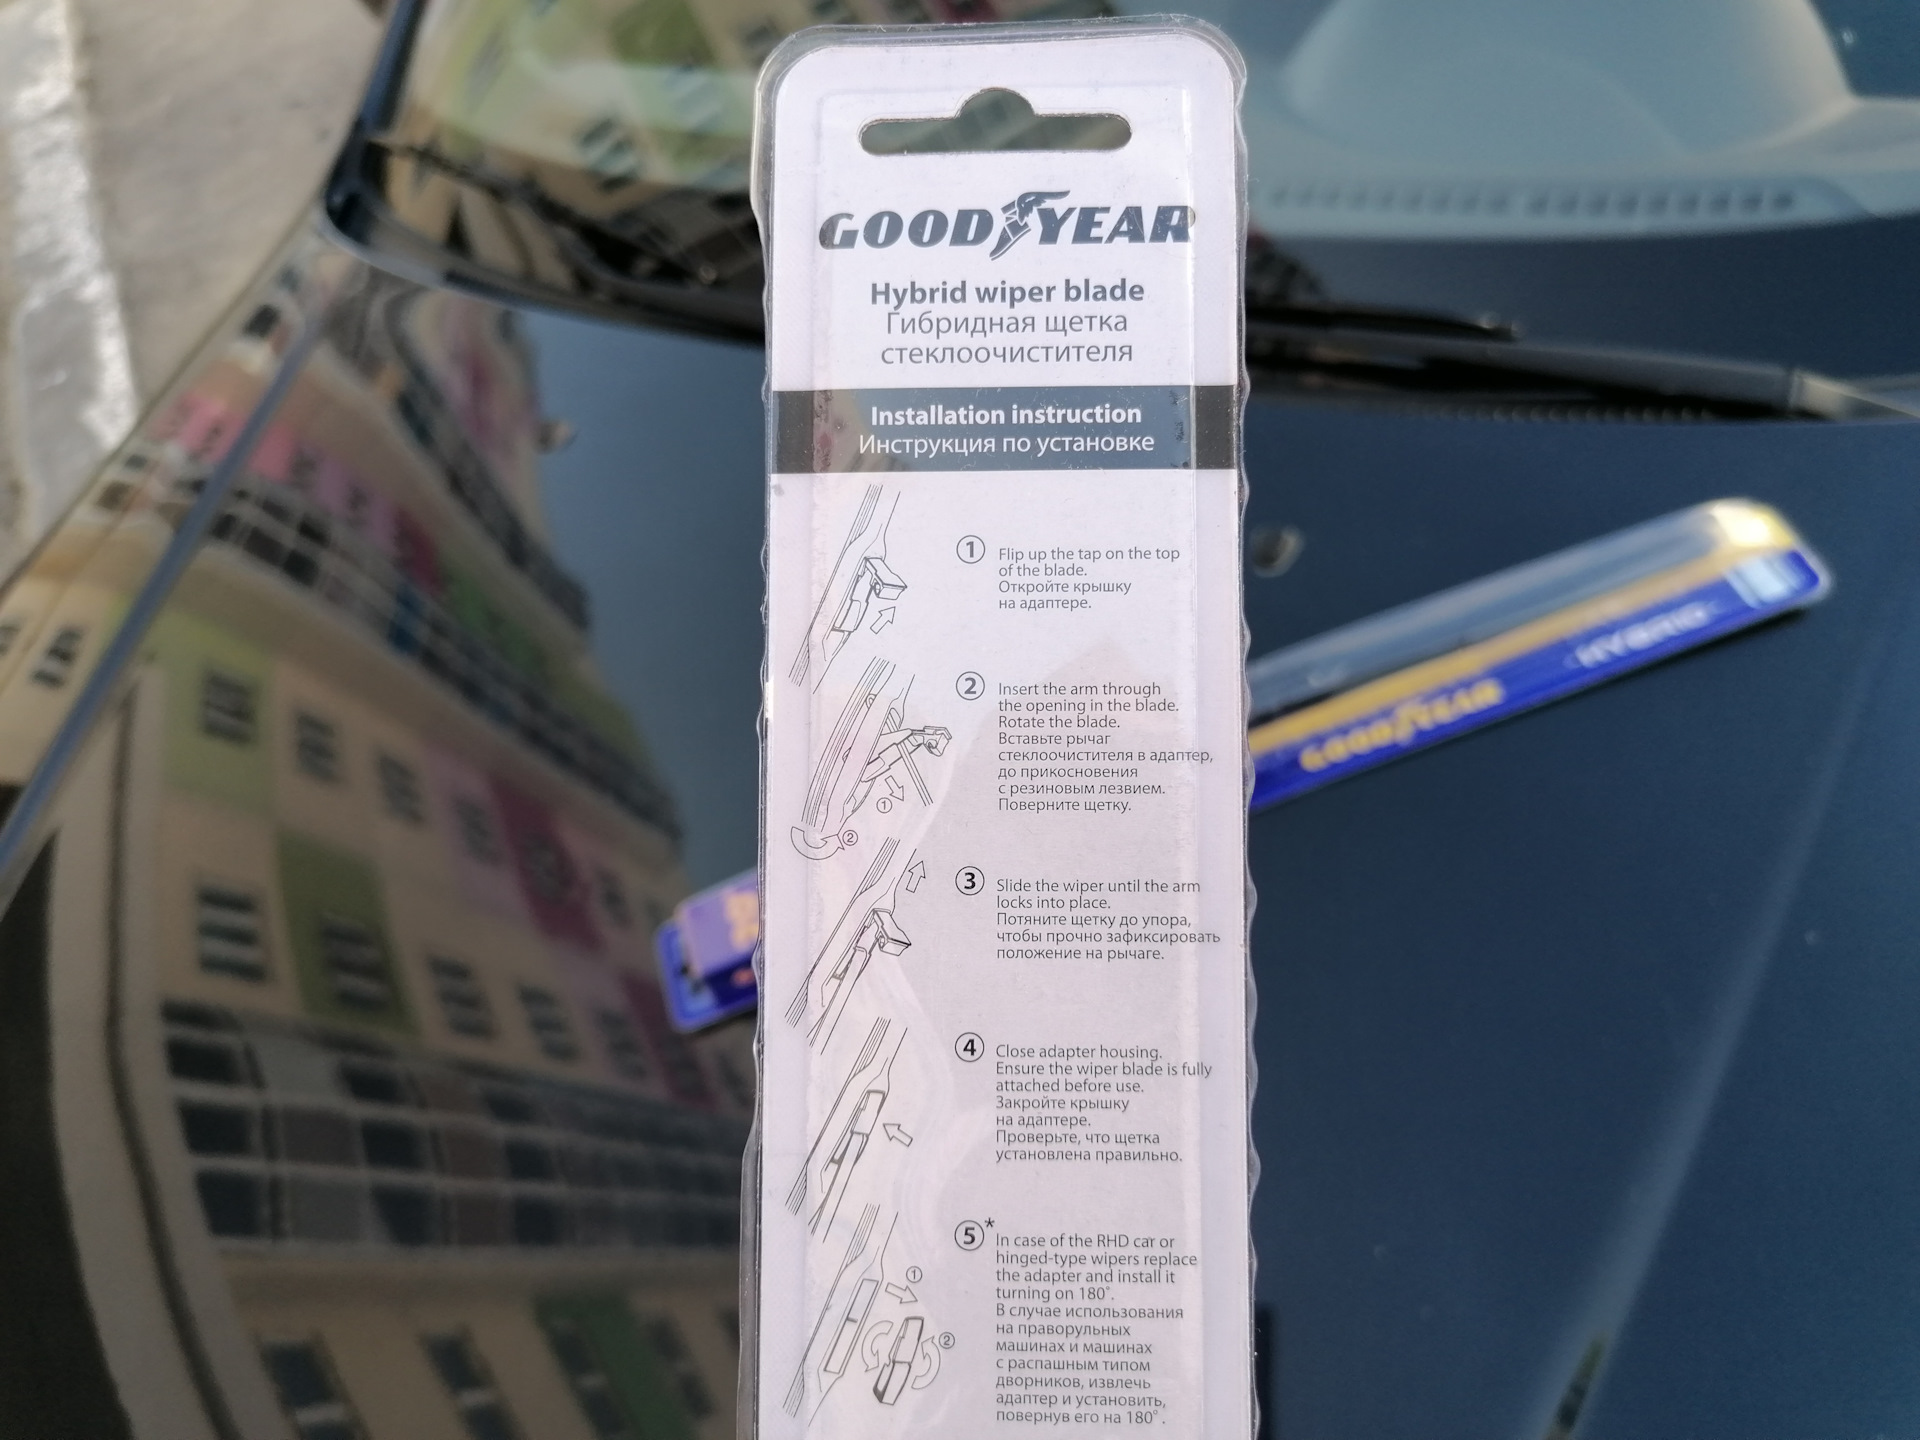 GOODYEAR
Hybrid wiper blade
Гибридная щетка
стеклоочистителя
Installation instruction
Инструкция по установке
1
Flip up the tap on the top
of the blade.
Откройте крышку
на адаптере.
2
Insert the arm through
the opening in the blade.
Rotate the blade.
Вставьте рычаг
стеклоочистителя в адаптер,
до прикосновения
с резиновым лезвием.
Поверните щетку.
1
2
3
Slide the wiper until the arm
locks into place.
Потяните щетку до упора,
чтобы прочно зафиксировать
положение на рычаге.
4
Close adapter housing.
Ensure the wiper blade is fully
attached before use.
Закройте крышку
на адаптере.
Проверьте, что щетка
установлена правильно.
5*
In case of the RHD car or
hinged-type wipers replace
the adapter and install it
turning on 180°.
В случае использования
на праворульных
машинах и машинах
с распашным типом
дворников, извлечь
адаптер и установить,
повернув его на 180°.
1
2
GOODYEAR
HYBRID